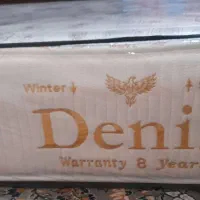 Winter ↓ ↑
Deni
Warranty 8 Year